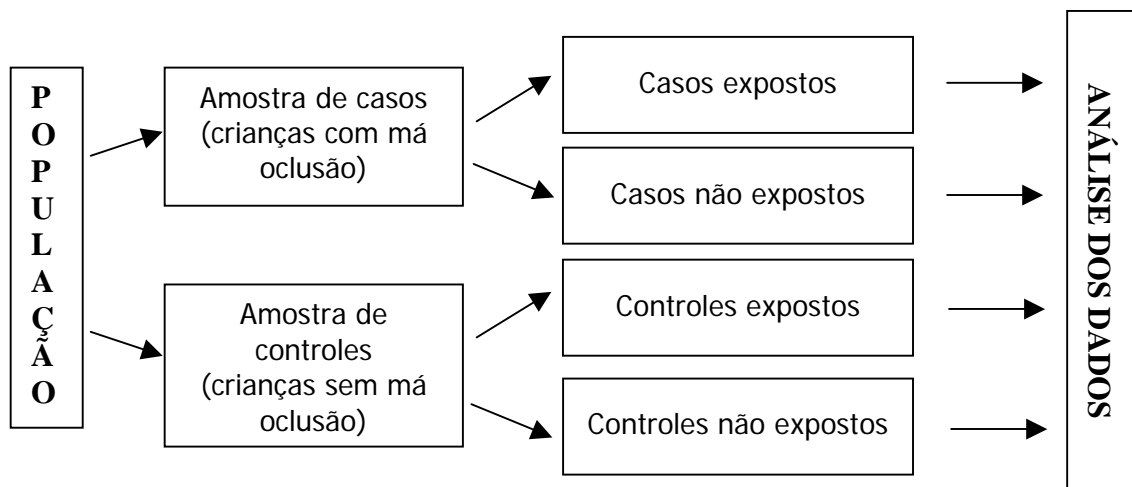 POPULAÇÃO
Amostra de casos
(crianças com má
oclusão)
Amostra de
controles
(crianças sem má
oclusão)
Casos expostos
Casos não expostos
Controles expostos
Controles não expostos
ANÁLISE DOS DADOS